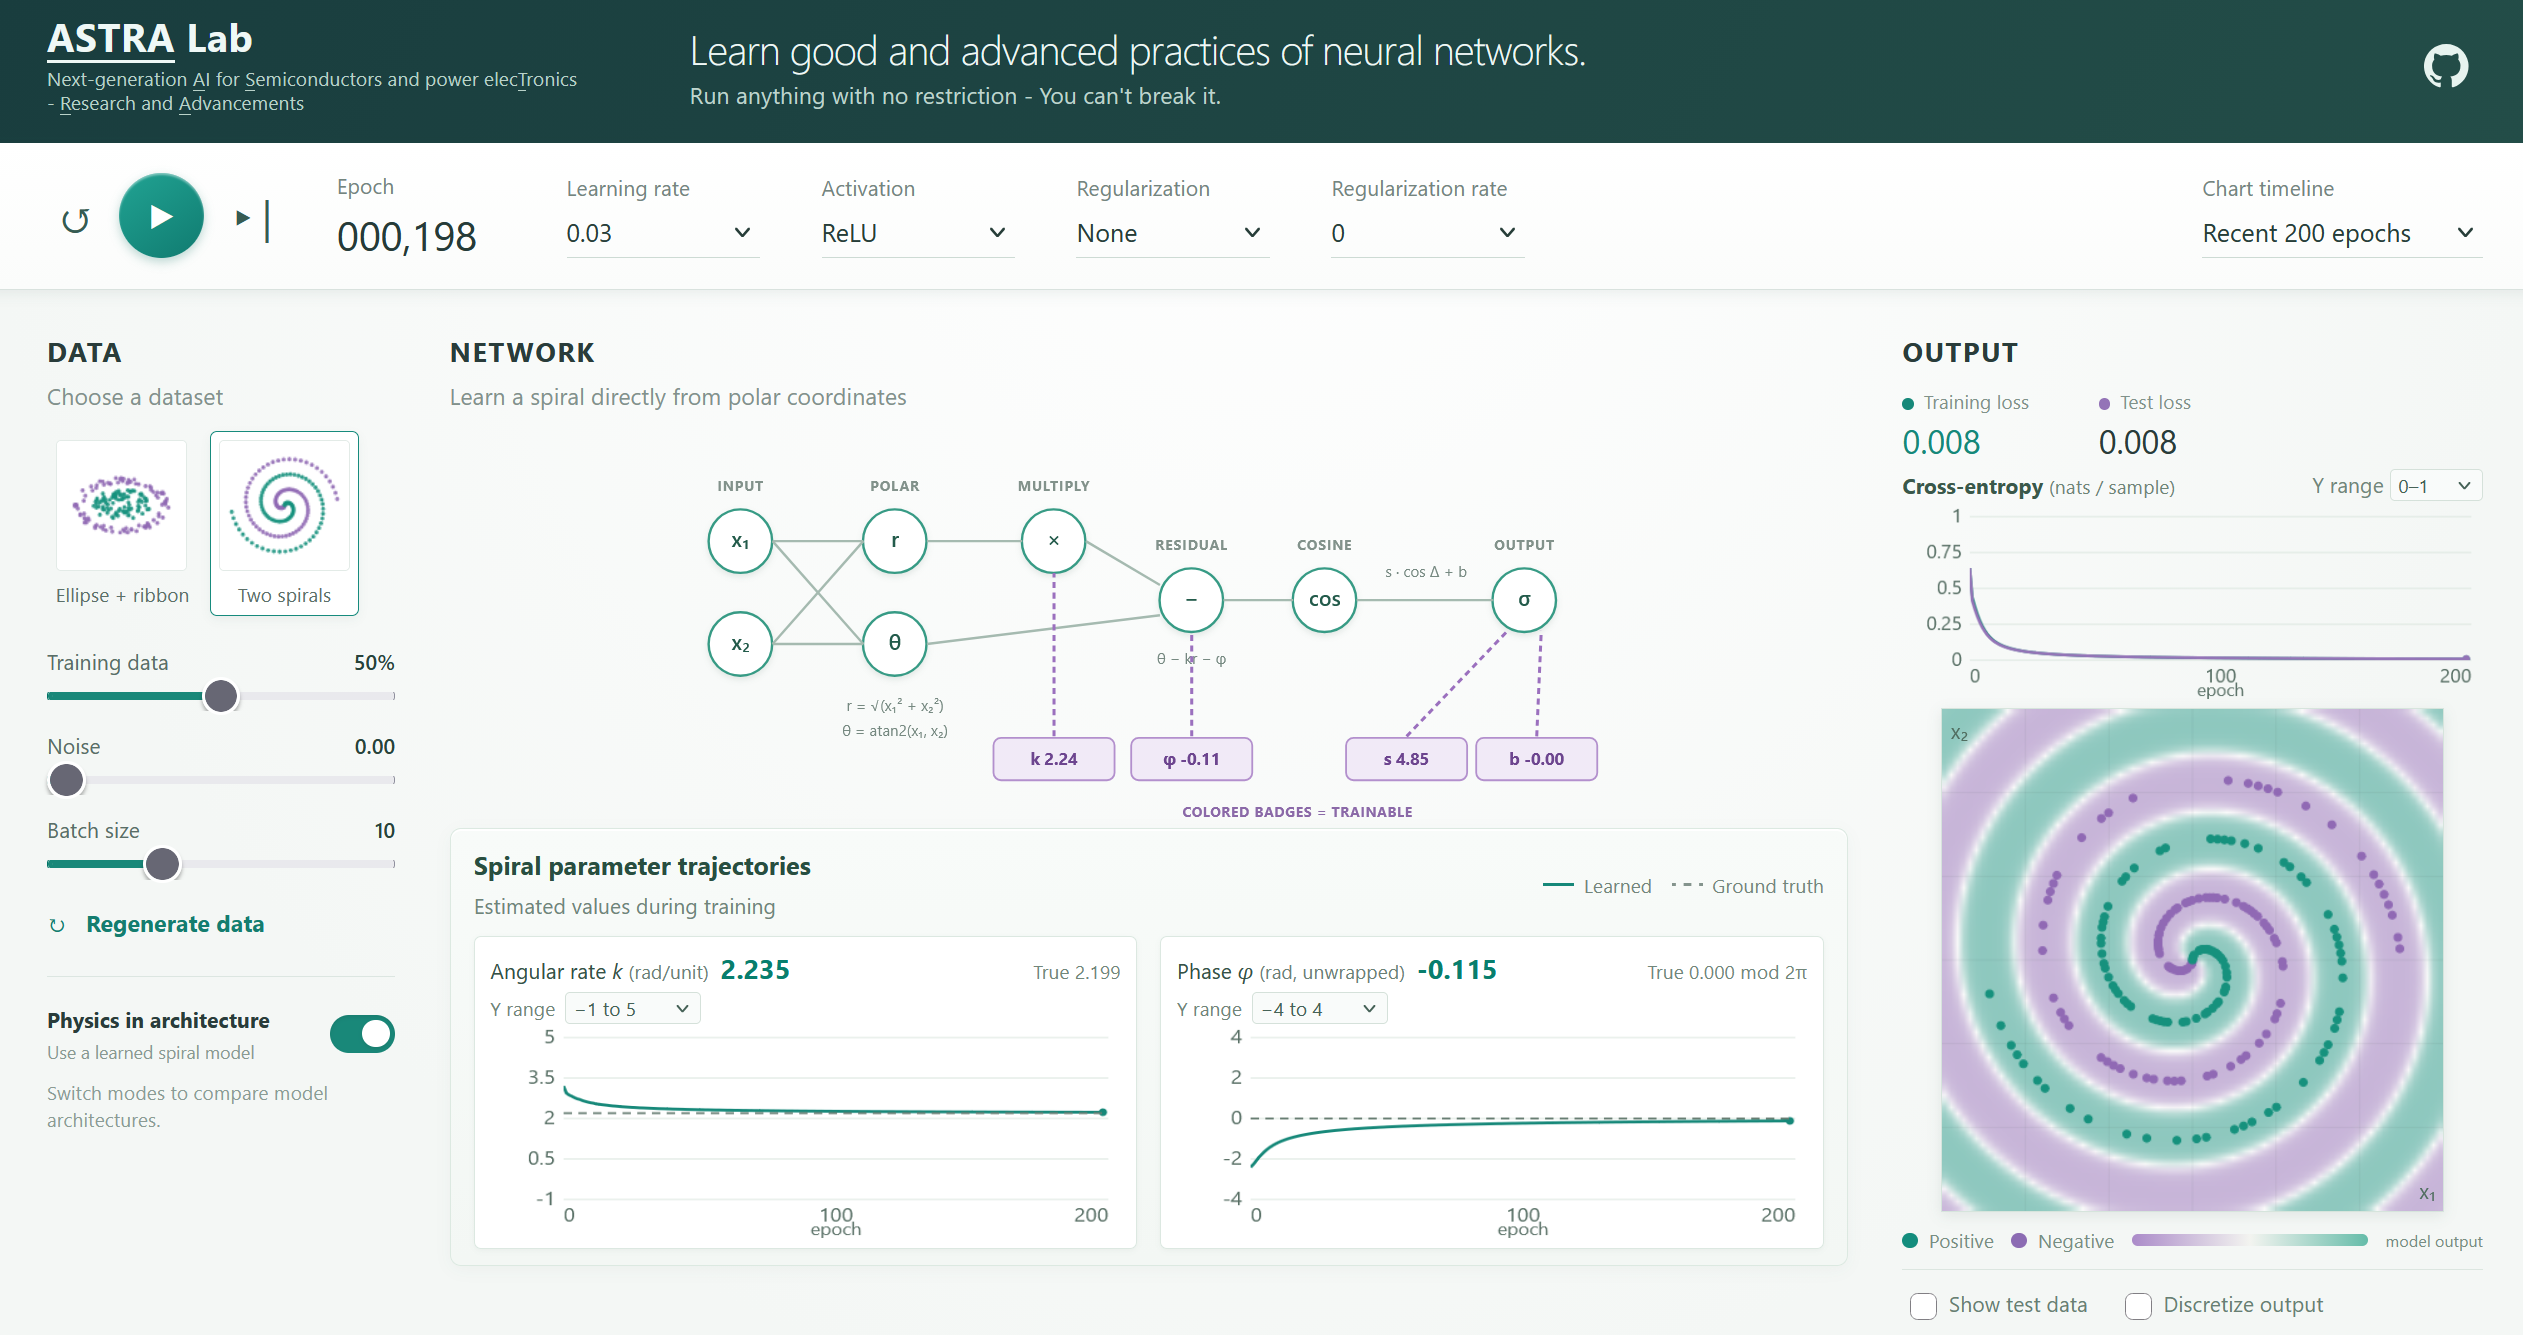 ASTRA Lab
Next-generation AI for Semiconductors and power elecTronics
- Research and Advancements
Learn good and advanced practices of neural networks.
Run anything with no restriction - You can't break it.
Epoch
000,198
Learning rate
0.03
Activation
ReLU
Regularization
None
Regularization rate
0
Chart timeline
Recent 200 epochs
DATA
Choose a dataset
Ellipse + ribbon
Two spirals
Training data 50%
Noise 0.00
Batch size 10
↻ Regenerate data
Physics in architecture
Use a learned spiral model
Switch modes to compare model
architectures.
NETWORK
Learn a spiral directly from polar coordinates
INPUT POLAR MULTIPLY
RESIDUAL COSINE OUTPUT
x₁ r ×
s · cos Δ + b
− COS σ
x₂ θ
θ − kr − φ
r = √(x₁² + x₂²)
θ = atan2(x₁, x₂)
k 2.24 φ -0.11 s 4.85 b -0.00
COLORED BADGES = TRAINABLE
Spiral parameter trajectories
Learned Ground truth
Estimated values during training
Angular rate k (rad/unit) 2.235 True 2.199
Y range −1 to 5
5
3.5
2
0.5
-1
0 100 200
epoch
Phase φ (rad, unwrapped) -0.115 True 0.000 mod 2π
Y range −4 to 4
4
2
0
-2
-4
0 100 200
epoch
OUTPUT
Training loss Test loss
0.008 0.008
Cross-entropy (nats / sample) Y range 0–1
1
0.75
0.5
0.25
0
0 100 200
epoch
x₂
x₁
Positive Negative model output
Show test data Discretize output